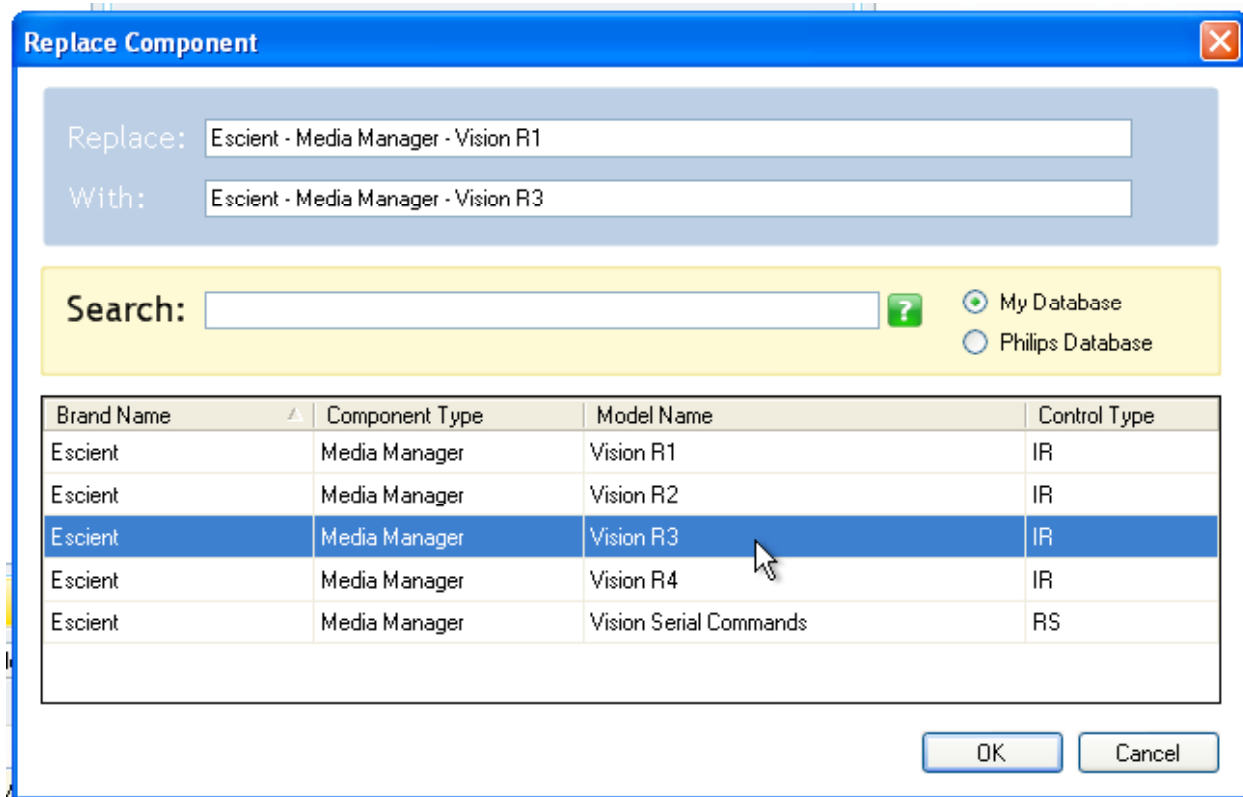 Replace Component
Replace: Escient - Media Manager - Vision R1
With: Escient - Media Manager - Vision R3
Search: ?
My Database
Philips Database
Brand Name Component Type Model Name Control Type
Escient Media Manager Vision R1 IR
Escient Media Manager Vision R2 IR
Escient Media Manager Vision R3 IR
Escient Media Manager Vision R4 IR
Escient Media Manager Vision Serial Commands RS
OK Cancel